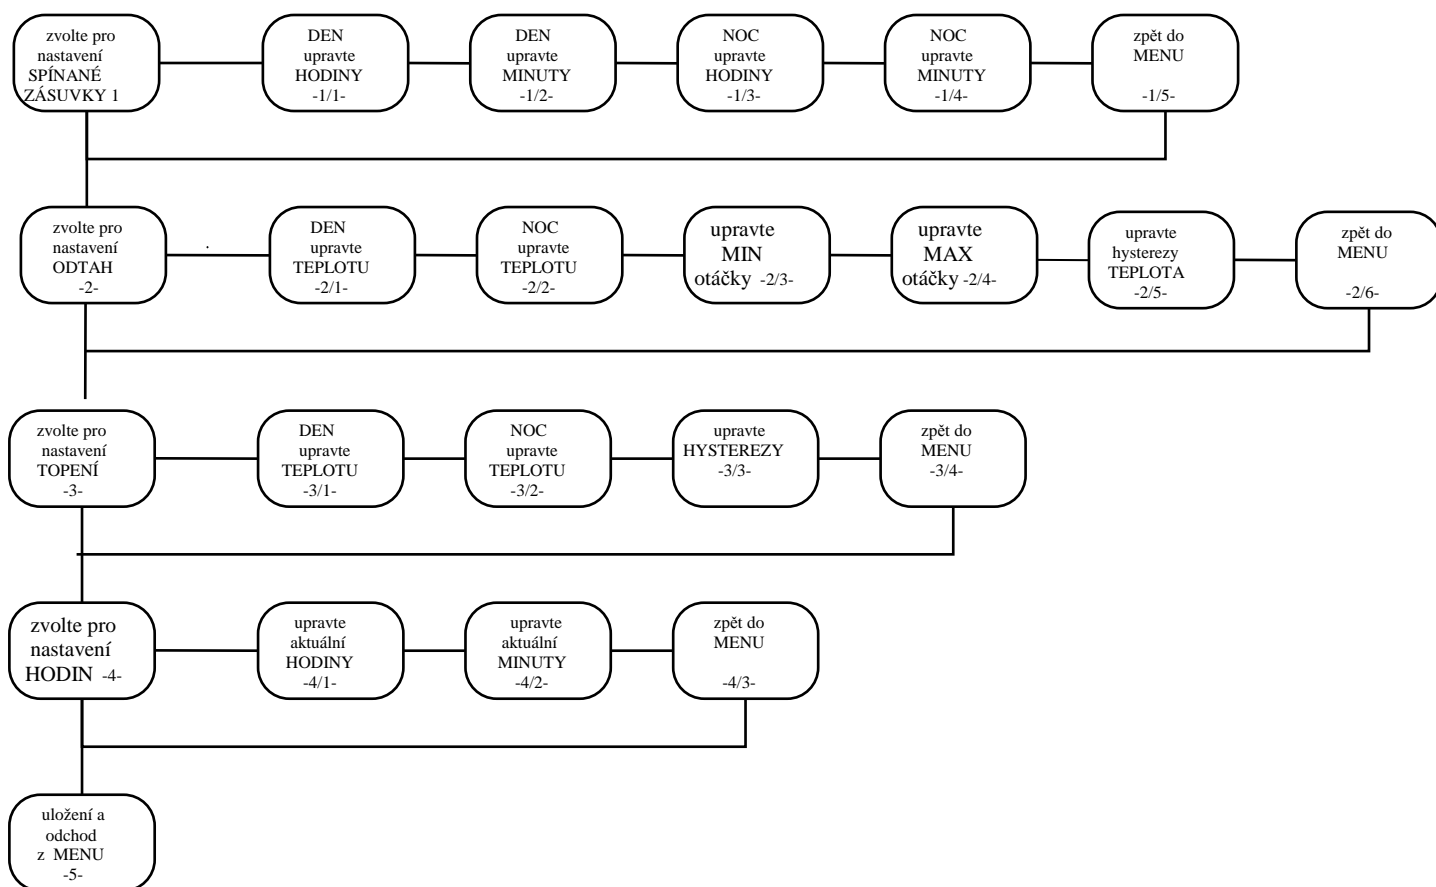 zvolte pro
nastavení
SPÍNANÉ
ZÁSUVKY 1
DEN
upravte
HODINY
-1/1-
DEN
upravte
MINUTY
-1/2-
NOC
upravte
HODINY
-1/3-
NOC
upravte
MINUTY
-1/4-
zpět do
MENU
-1/5-
zvolte pro
nastavení
ODTAH
-2-
DEN
upravte
TEPLOTU
-2/1-
NOC
upravte
TEPLOTU
-2/2-
upravte
MIN
otáčky -2/3-
upravte
MAX
otáčky -2/4-
upravte
hysterezy
TEPLOTA
-2/5-
zpět do
MENU
-2/6-
zvolte pro
nastavení
TOPENÍ
-3-
DEN
upravte
TEPLOTU
-3/1-
NOC
upravte
TEPLOTU
-3/2-
upravte
HYSTEREZY
-3/3-
zpět do
MENU
-3/4-
zvolte pro
nastavení
HODIN -4-
upravte
aktuální
HODINY
-4/1-
upravte
aktuální
MINUTY
-4/2-
zpět do
MENU
-4/3-
uložení a
odchod
z MENU
-5-